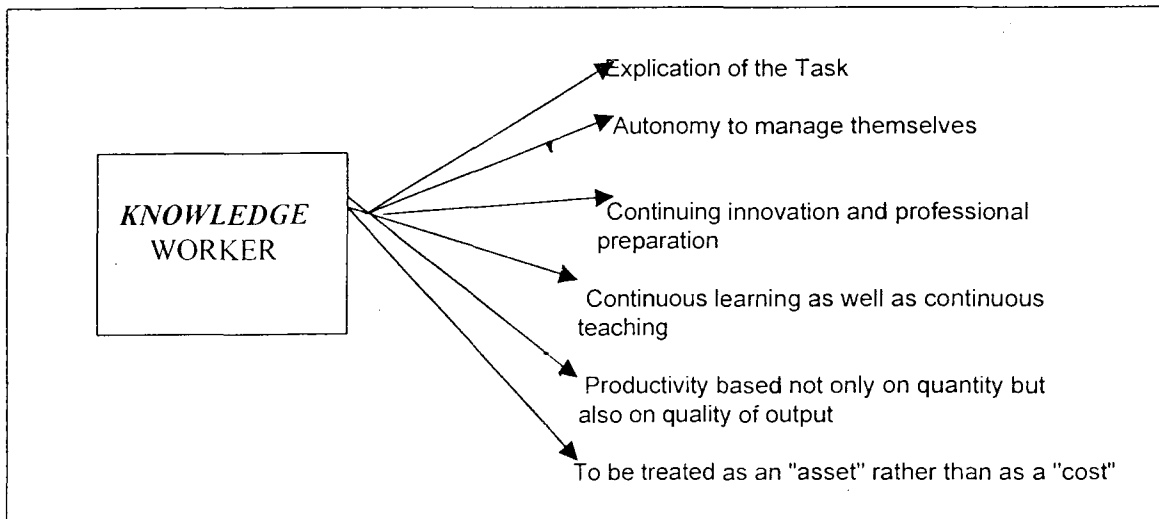 KNOWLEDGE
WORKER
Explication of the Task
Autonomy to manage themselves
Continuing innovation and professional
preparation
Continuous learning as well as continuous
teaching
Productivity based not only on quantity but
also on quality of output
To be treated as an "asset" rather than as a "cost"